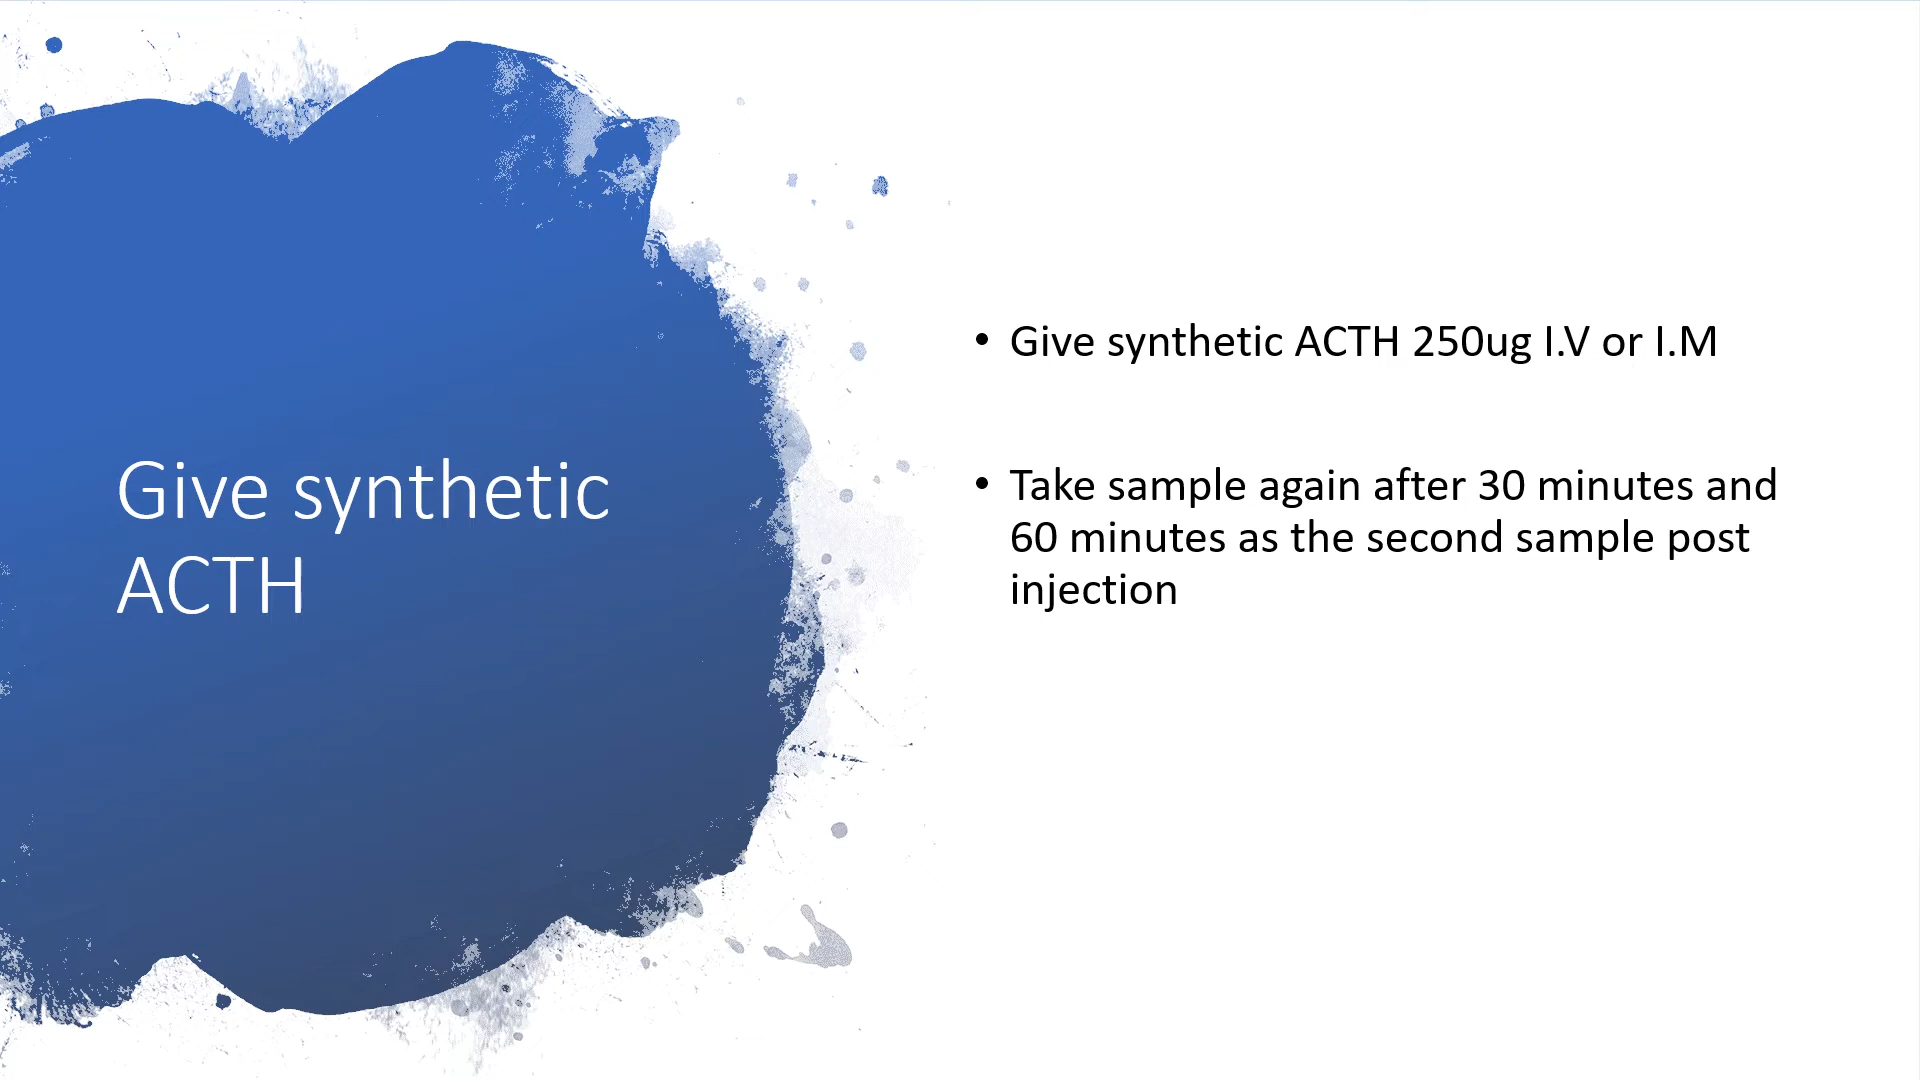 Give synthetic
ACTH
• Give synthetic ACTH 250ug I.V or I.M
• Take sample again after 30 minutes and
60 minutes as the second sample post
injection